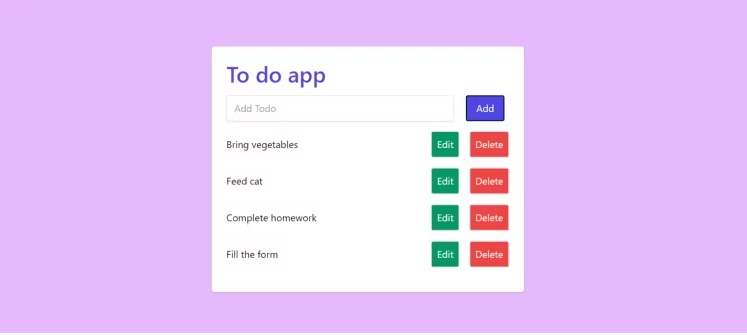 To do app
Add Todo Add
Bring vegetables Edit Delete
Feed cat Edit Delete
Complete homework Edit Delete
Fill the form Edit Delete